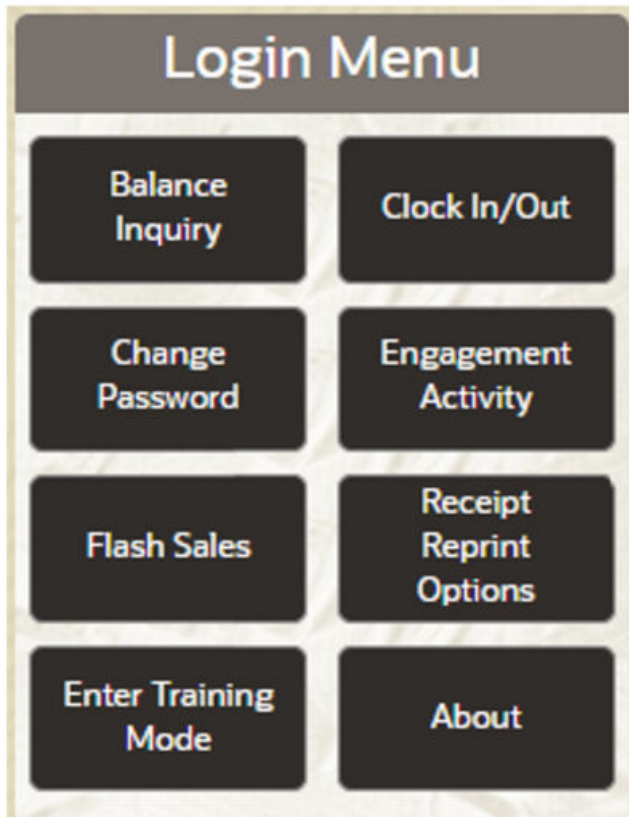 Login Menu
Balance
Inquiry
Clock In/Out
Change
Password
Engagement
Activity
Flash Sales
Receipt
Reprint
Options
Enter Training
Mode
About